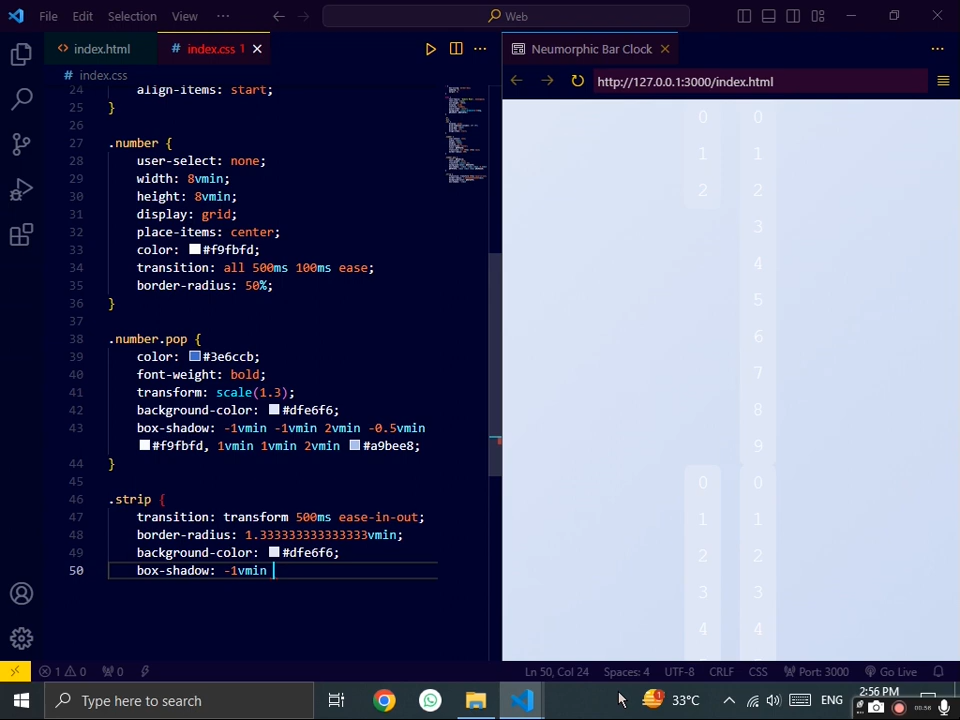 File Edit Selection View ··· Web
index.html # index.css 1 Neumorphic Bar Clock
# index.css http://127.0.0.1:3000/index.html
24 align-items: start;
25 }
26
27 .number {
28 user-select: none;
29 width: 8vmin;
30 height: 8vmin;
31 display: grid;
32 place-items: center;
33 color: #f9fbfd;
34 transition: all 500ms 100ms ease;
35 border-radius: 50%;
36 }
37
38 .number.pop {
39 color: #3e6ccb;
40 font-weight: bold;
41 transform: scale(1.3);
42 background-color: #dfe6f6;
43 box-shadow: -1vmin -1vmin 2vmin -0.5vmin
#f9fbfd, 1vmin 1vmin 2vmin #a9bee8;
44 }
45
46 .strip {
47 transition: transform 500ms ease-in-out;
48 border-radius: 1.333333333333333vmin;
49 background-color: #dfe6f6;
50 box-shadow: -1vmin
0 0
1 1
2 2
3
4
5
6
7
8
9
0 0
1 1
2 2
3 3
4 4
1 0 0 Ln 50, Col 24 Spaces: 4 UTF-8 CRLF CSS Port: 3000 Go Live
Type here to search 1 33°C ENG 2:56 PM 00:56